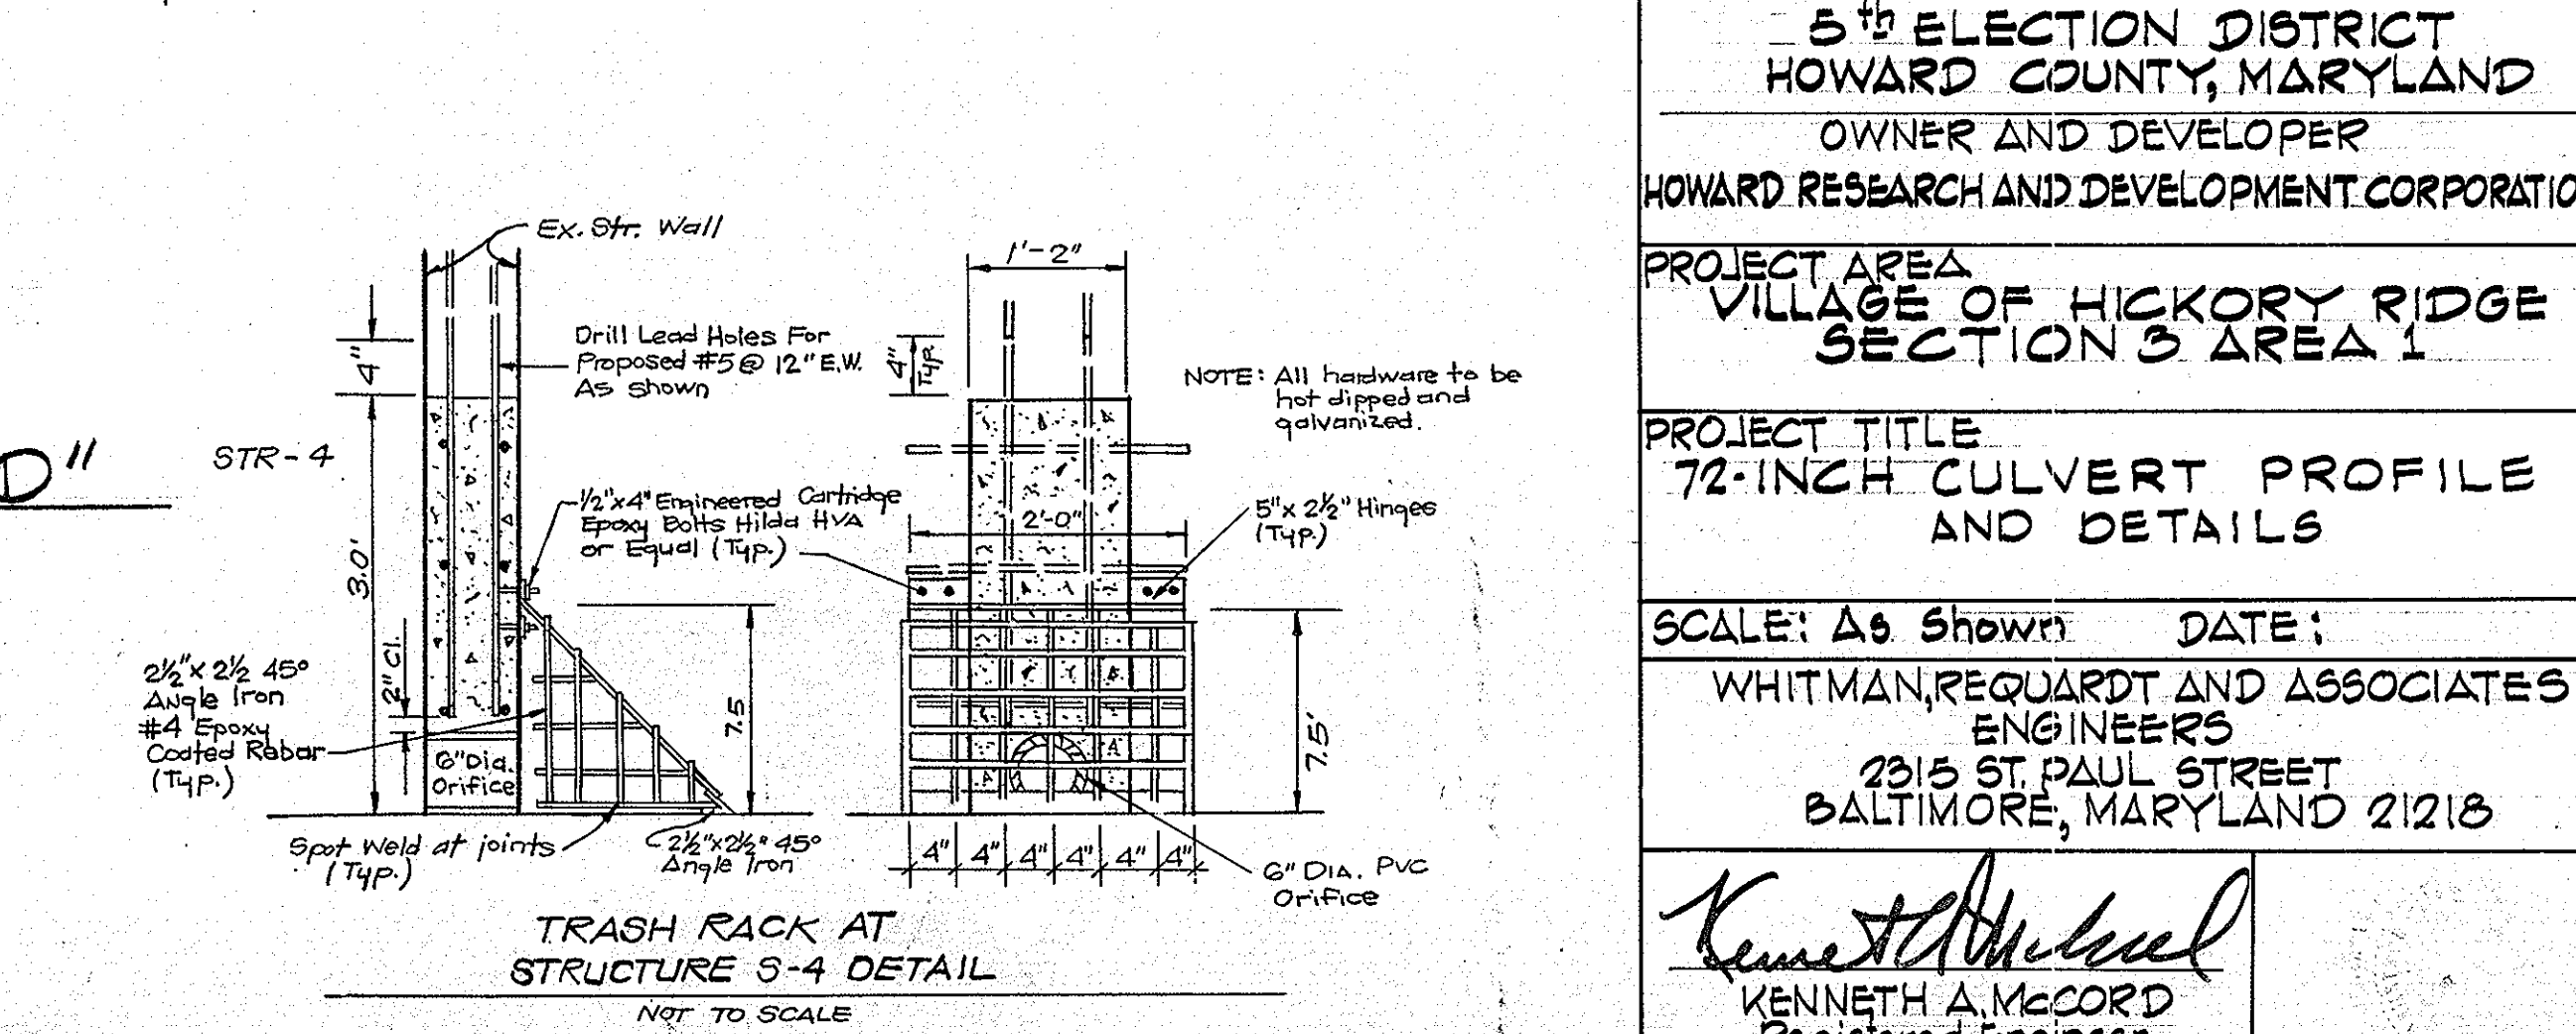 D"
STR-4
Ex. Str. Wall
4"
Drill Lead Holes For
Proposed #5 @ 12" E.W.
As shown
3.0'
1/2"x4" Engineered Cartridge
Epoxy Bolts Hilda HVA
or Equal (Typ.)
2" Cl.
2 1/2" x 2 1/2 45°
Angle Iron
#4 Epoxy
Coated Rebar
(Typ.)
6" Dia.
Orifice
7.5
Spot Weld at joints
(Typ.)
2 1/2"x2 1/2" 45°
Angle Iron
1'-2"
4"
Typ.
NOTE: All hardware to be
hot dipped and
galvanized.
2'-0"
5"x 2 1/2" Hinges
(Typ.)
7.5'
4" 4" 4" 4" 4" 4"
6" DIA. PVC
Orifice
TRASH RACK AT
STRUCTURE S-4 DETAIL
NOT TO SCALE
5th ELECTION DISTRICT
HOWARD COUNTY, MARYLAND
OWNER AND DEVELOPER
HOWARD RESEARCH AND DEVELOPMENT CORPORATIO
PROJECT AREA
VILLAGE OF HICKORY RIDGE
SECTION 3 AREA 1
PROJECT TITLE
72-INCH CULVERT PROFILE
AND DETAILS
SCALE: As Shown DATE:
WHITMAN, REQUARDT AND ASSOCIATES
ENGINEERS
2315 ST. PAUL STREET
BALTIMORE, MARYLAND 21218
KENNETH A. McCORD
Registered Engineer